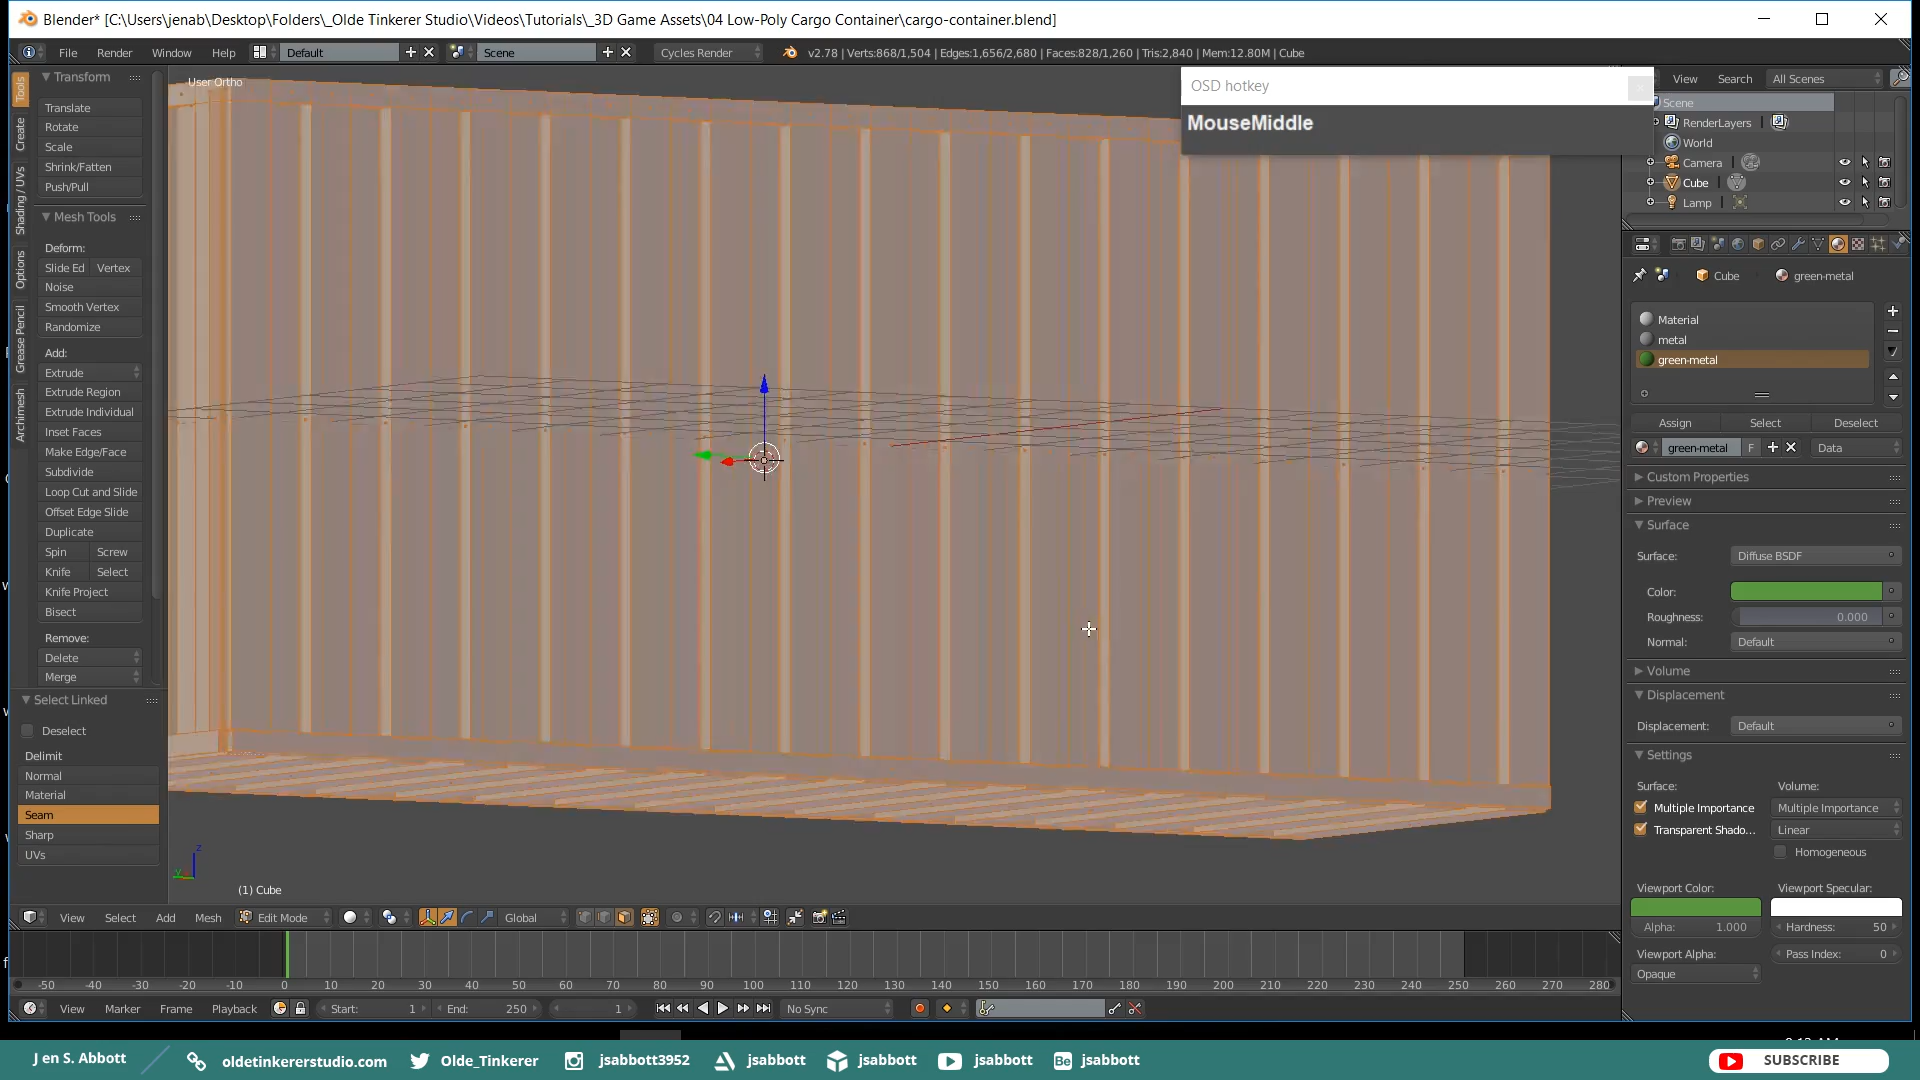 Blender* [C:\Users\jenab\Desktop\Folders\_Olde Tinkerer Studio\Videos\Tutorials\_3D Game Assets\04 Low-Poly Cargo Container\cargo-container.blend]
File Render Window Help Default Scene Cycles Render v2.78 | Verts:868/1,504 | Edges:1,656/2,680 | Faces:828/1,260 | Tris:2,840 | Mem:12.80M | Cube
Transform
Translate
Rotate
Scale
Shrink/Fatten
Push/Pull
Mesh Tools
Deform:
Slide Ed Vertex
Noise
Smooth Vertex
Randomize
Add:
Extrude
Extrude Region
Extrude Individual
Inset Faces
Make Edge/Face
Subdivide
Loop Cut and Slide
Offset Edge Slide
Duplicate
Spin Screw
Knife Select
Knife Project
Bisect
Remove:
Delete
Merge
Select Linked
Deselect
Delimit
Normal
Material
Seam
Sharp
UVs
Tools
Create
Shading / UVs
Options
Grease Pencil
Archimesh
User Ortho
OSD hotkey
MouseMiddle
z
y
(1) Cube
View Select Add Mesh Edit Mode Global
-50 -40 -30 -20 -10 0 10 20 30 40 50 60 70 80 90 100 110 120 130 140 150 160 170 180 190 200 210 220 230 240 250 260 270 280
View Marker Frame Playback Start: 1 End: 250 1 No Sync
View Search All Scenes
Scene
RenderLayers
World
Camera
Cube
Lamp
Cube green-metal
Material
metal
green-metal
Assign Select Deselect
green-metal F Data
Custom Properties
Preview
Surface
Surface: Diffuse BSDF
Color:
Roughness: 0.000
Normal: Default
Volume
Displacement
Displacement: Default
Settings
Surface: Volume:
Multiple Importance Multiple Importance
Transparent Shado... Linear
Homogeneous
Viewport Color: Viewport Specular:
Alpha: 1.000 Hardness: 50
Viewport Alpha: Pass Index: 0
Opaque
J en S. Abbott oldetinkererstudio.com Olde_Tinkerer jsabbott3952 jsabbott jsabbott jsabbott Be jsabbott SUBSCRIBE